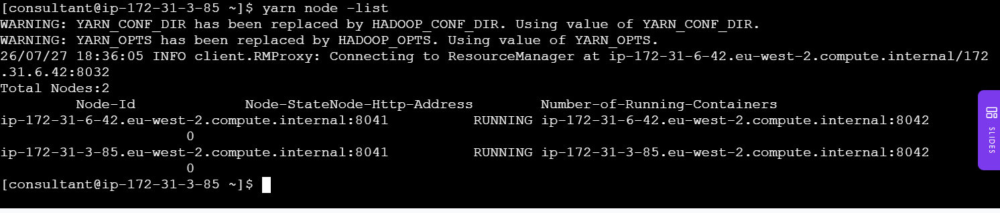 [consultant@ip-172-31-3-85 ~]$ yarn node -list
WARNING: YARN_CONF_DIR has been replaced by HADOOP_CONF_DIR. Using value of YARN_CONF_DIR.
WARNING: YARN_OPTS has been replaced by HADOOP_OPTS. Using value of YARN_OPTS.
26/07/27 18:36:05 INFO client.RMProxy: Connecting to ResourceManager at ip-172-31-6-42.eu-west-2.compute.internal/172
.31.6.42:8032
Total Nodes:2
         Node-Id             Node-StateNode-Http-Address        Number-of-Running-Containers
ip-172-31-6-42.eu-west-2.compute.internal:8041          RUNNING ip-172-31-6-42.eu-west-2.compute.internal:8042
                      0
ip-172-31-3-85.eu-west-2.compute.internal:8041          RUNNING ip-172-31-3-85.eu-west-2.compute.internal:8042
                      0
[consultant@ip-172-31-3-85 ~]$
SLIDES